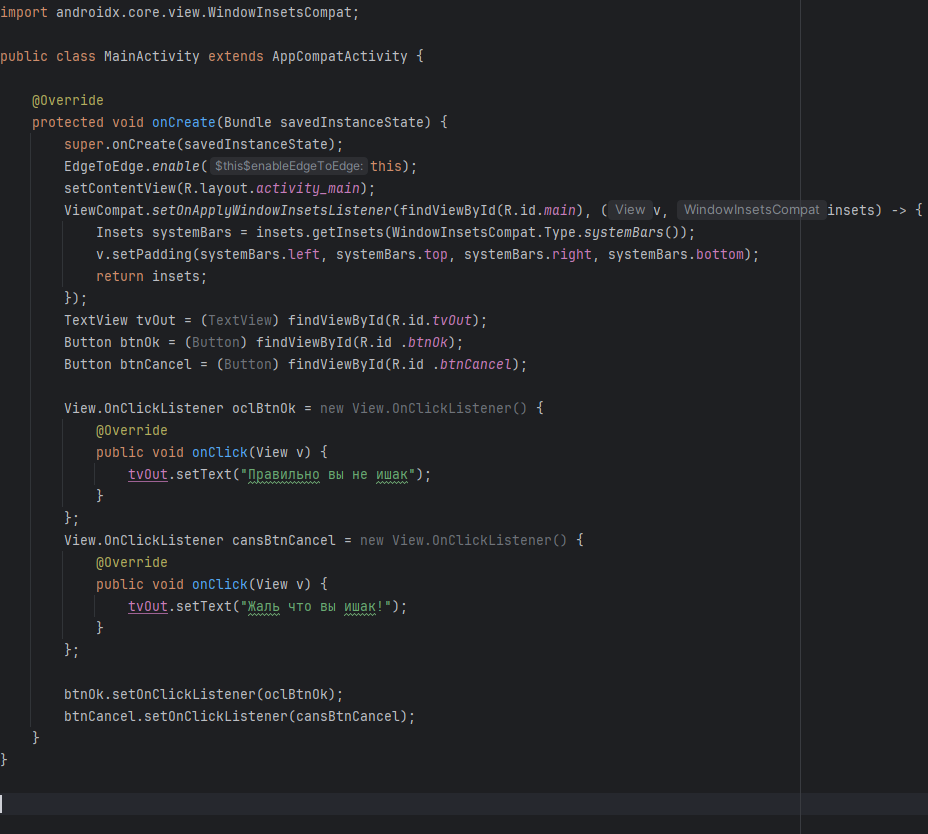 import androidx.core.view.WindowInsetsCompat;
public class MainActivity extends AppCompatActivity {
@Override
protected void onCreate(Bundle savedInstanceState) {
super.onCreate(savedInstanceState);
EdgeToEdge.enable( $this$enableEdgeToEdge: this);
setContentView(R.layout.activity_main);
ViewCompat.setOnApplyWindowInsetsListener(findViewById(R.id.main), ( View v, WindowInsetsCompat insets) -> {
Insets systemBars = insets.getInsets(WindowInsetsCompat.Type.systemBars());
v.setPadding(systemBars.left, systemBars.top, systemBars.right, systemBars.bottom);
return insets;
});
TextView tvOut = (TextView) findViewById(R.id.tvOut);
Button btnOk = (Button) findViewById(R.id .btnOk);
Button btnCancel = (Button) findViewById(R.id .btnCancel);
View.OnClickListener oclBtnOk = new View.OnClickListener() {
@Override
public void onClick(View v) {
tvOut.setText("Правильно вы не ишак");
}
};
View.OnClickListener cansBtnCancel = new View.OnClickListener() {
@Override
public void onClick(View v) {
tvOut.setText("Жаль что вы ишак!");
}
};
btnOk.setOnClickListener(oclBtnOk);
btnCancel.setOnClickListener(cansBtnCancel);
}
}